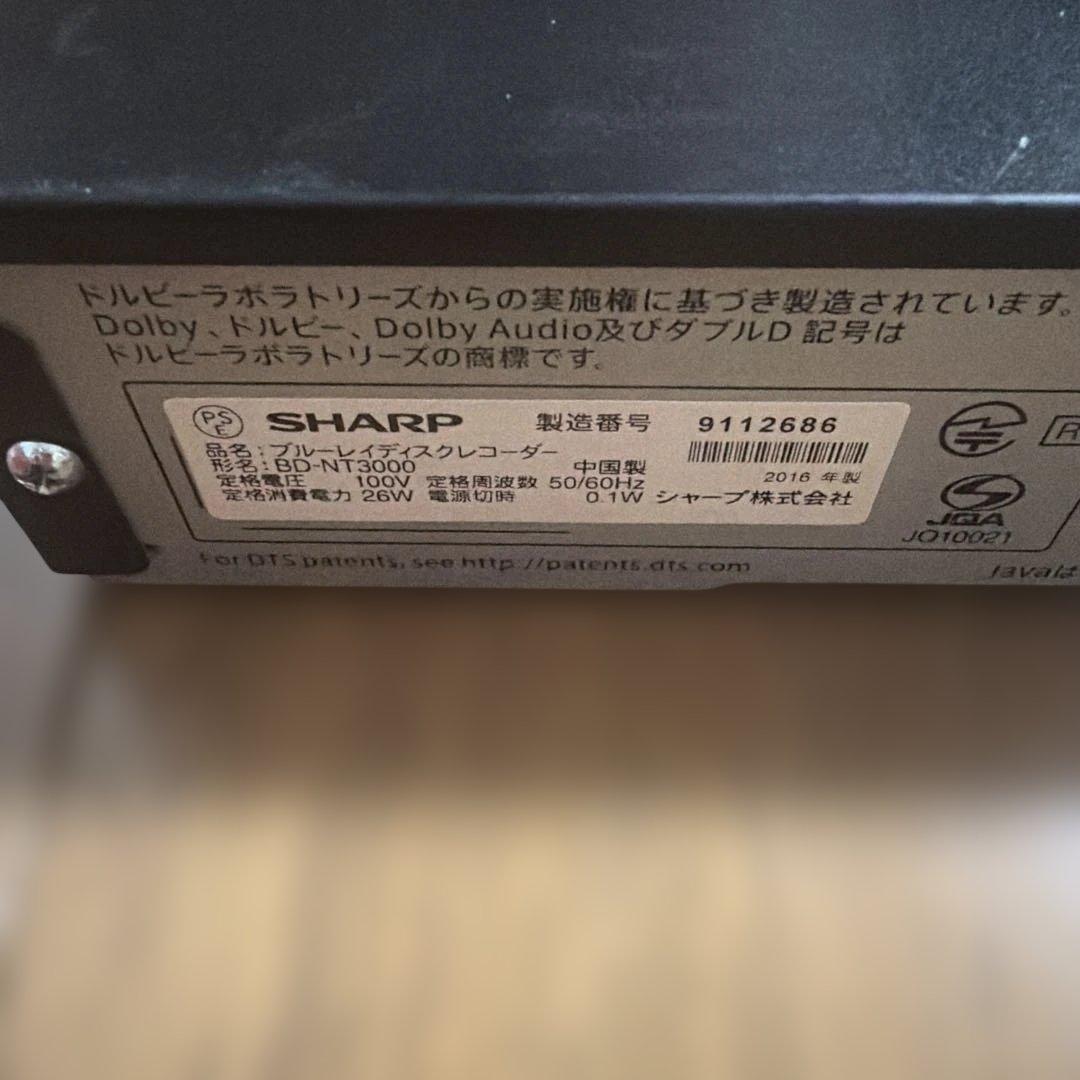 ドルビーラボラトリーズからの実施権に基づき製造されています。
Dolby、ドルビー、Dolby Audio及びダブルD 記号は
ドルビーラボラトリーズの商標です。
PSE SHARP 製造番号 9112686
品名:ブルーレイディスクレコーダー
形名:BD-NT3000 中国製 2016 年製
定格電圧 100V 定格周波数 50/60Hz
定格消費電力 26W 電源切時 0.1W シャープ株式会社
R
JQA
JQ10021
For DTS patents, see http://patents.dts.com
Javaは